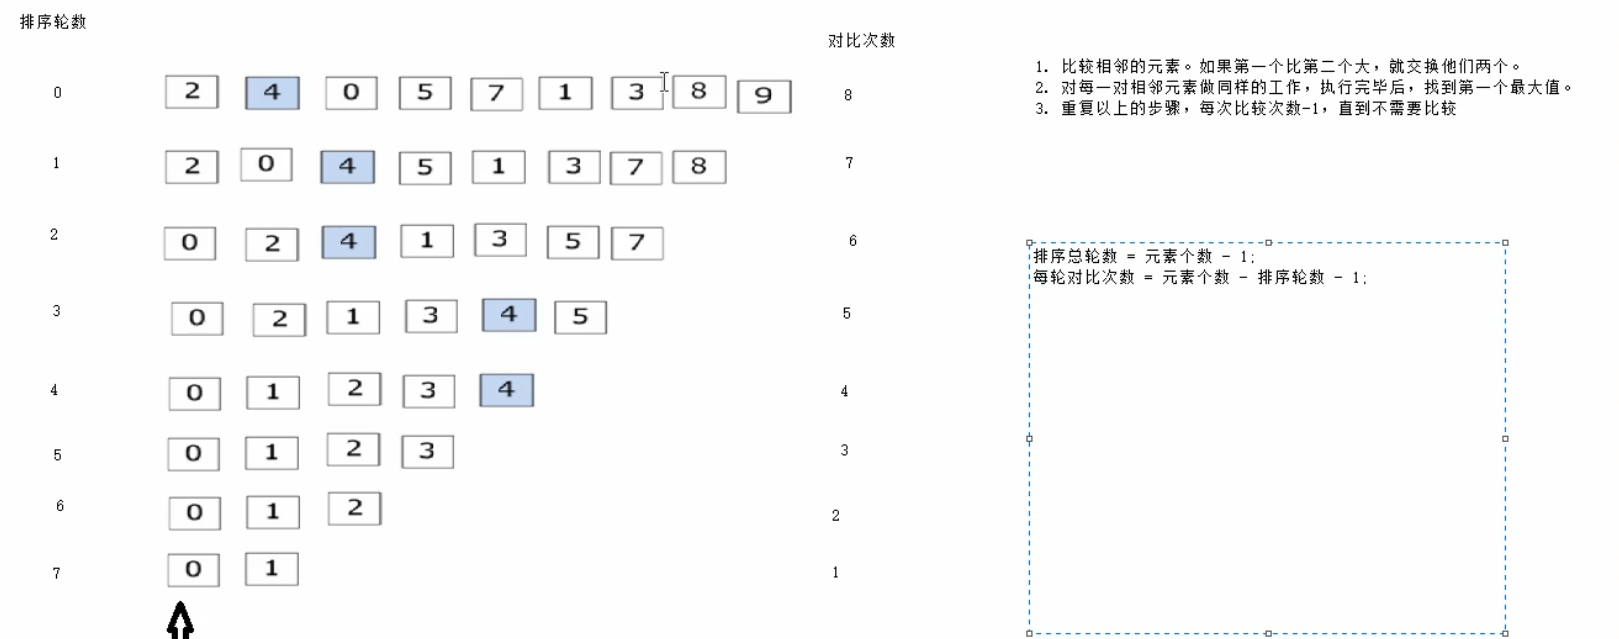 排序轮数
对比次数
0 2 4 0 5 7 1 3 8 9 8
1 2 0 4 5 1 3 7 8 7
2 0 2 4 1 3 5 7 6
3 0 2 1 3 4 5 5
4 0 1 2 3 4 4
5 0 1 2 3 3
6 0 1 2 2
7 0 1 1
1. 比较相邻的元素。如果第一个比第二个大，就交换他们两个。
2. 对每一对相邻元素做同样的工作，执行完毕后，找到第一个最大值。
3. 重复以上的步骤，每次比较次数-1，直到不需要比较
排序总轮数 = 元素个数 - 1;
每轮对比次数 = 元素个数 - 排序轮数 - 1;